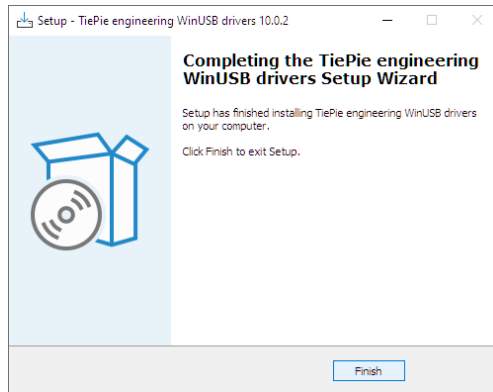 Setup - TiePie engineering WinUSB drivers 10.0.2
Completing the TiePie engineering
WinUSB drivers Setup Wizard
Setup has finished installing TiePie engineering WinUSB drivers
on your computer.
Click Finish to exit Setup.
Finish